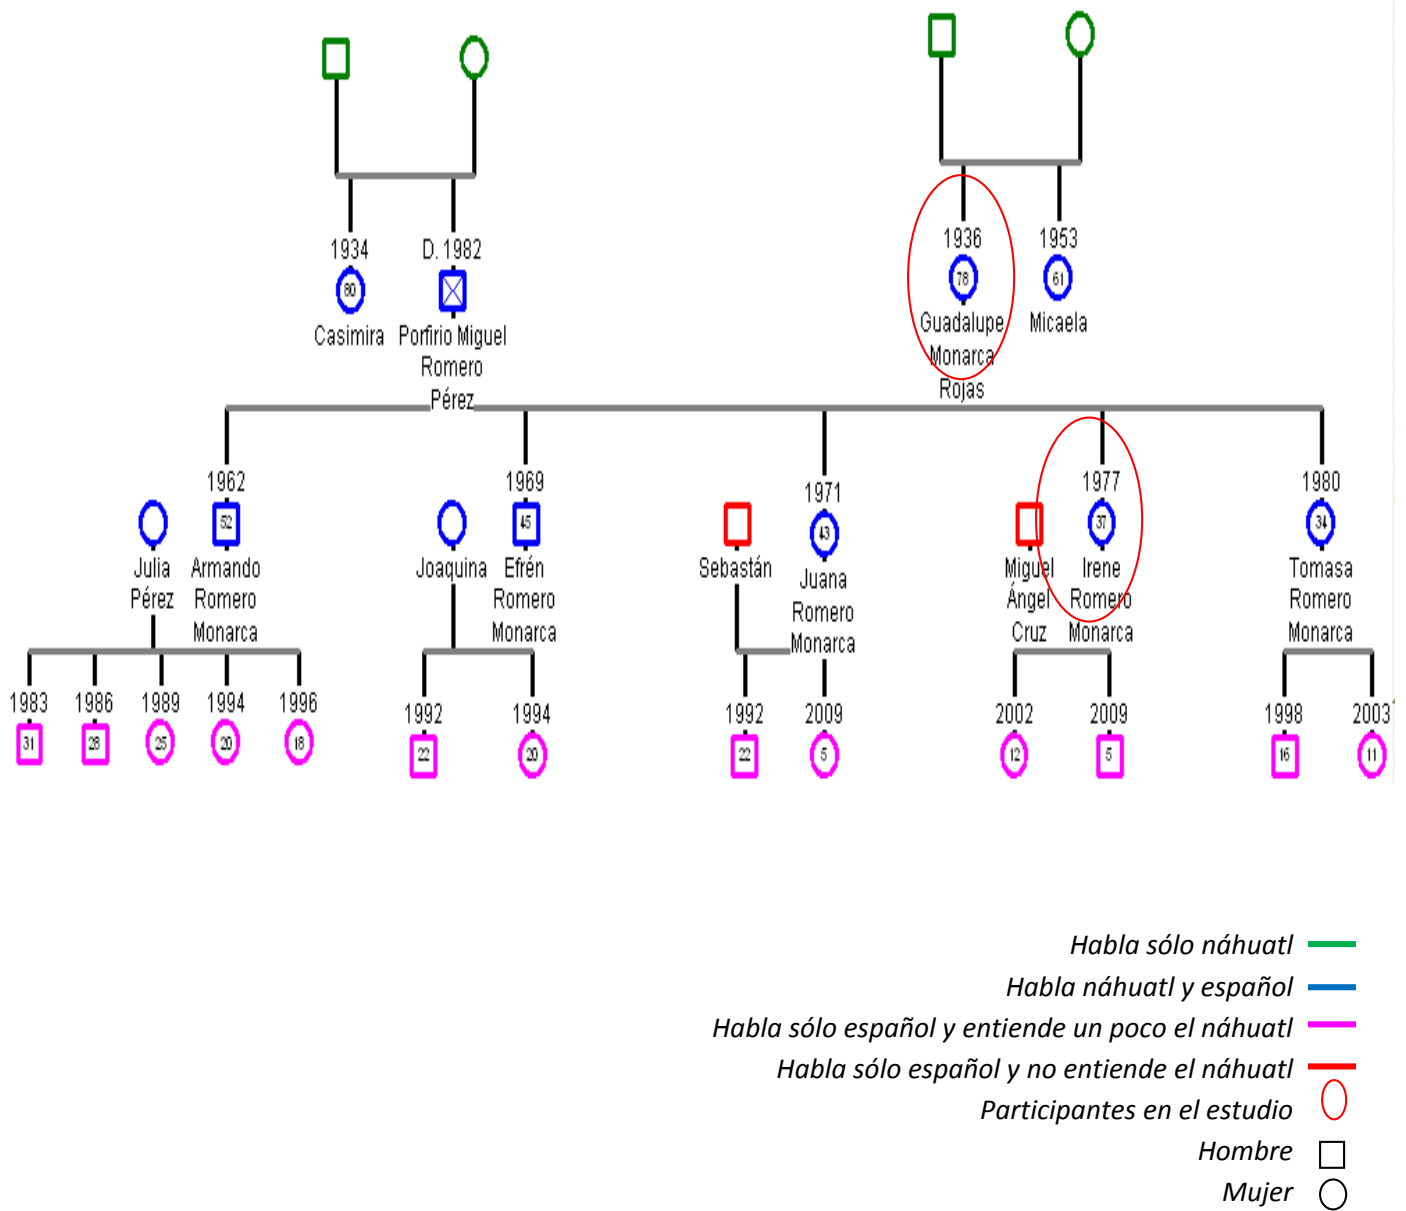 1934
D. 1982
1936
1953
80
78
61
Casimira
Porfirio Miguel
Romero
Pérez
Guadalupe
Monarca
Rojas
Micaela
1962
1969
1971
1977
1980
52
45
43
37
34
Julia
Pérez
Armando
Romero
Monarca
Joaquina
Efrén
Romero
Monarca
Sebastán
Juana
Romero
Monarca
Miguel
Ángel
Cruz
Irene
Romero
Monarca
Tomasa
Romero
Monarca
1983
1986
1989
1994
1996
1992
1994
1992
2009
2002
2009
1998
2003
31
28
25
20
18
22
20
22
5
12
5
16
11
Habla sólo náhuatl
Habla náhuatl y español
Habla sólo español y entiende un poco el náhuatl
Habla sólo español y no entiende el náhuatl
Participantes en el estudio
Hombre
Mujer